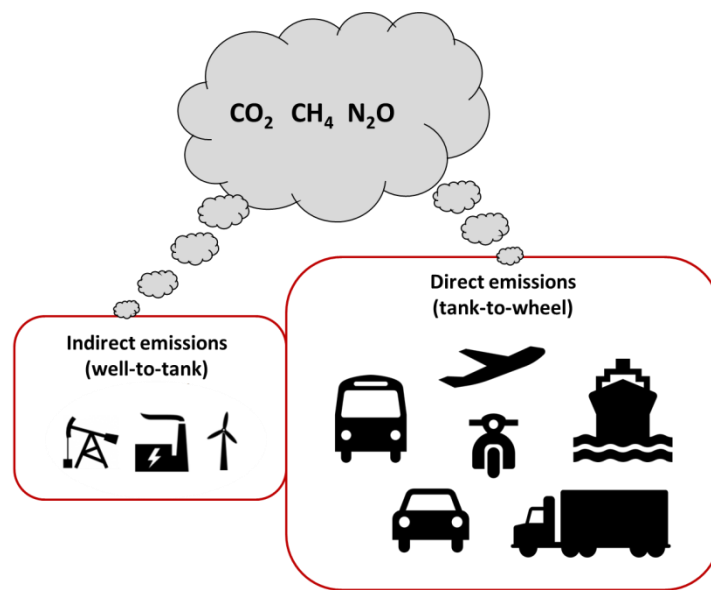 CO₂ CH₄ N₂O
Direct emissions
(tank-to-wheel)
Indirect emissions
(well-to-tank)